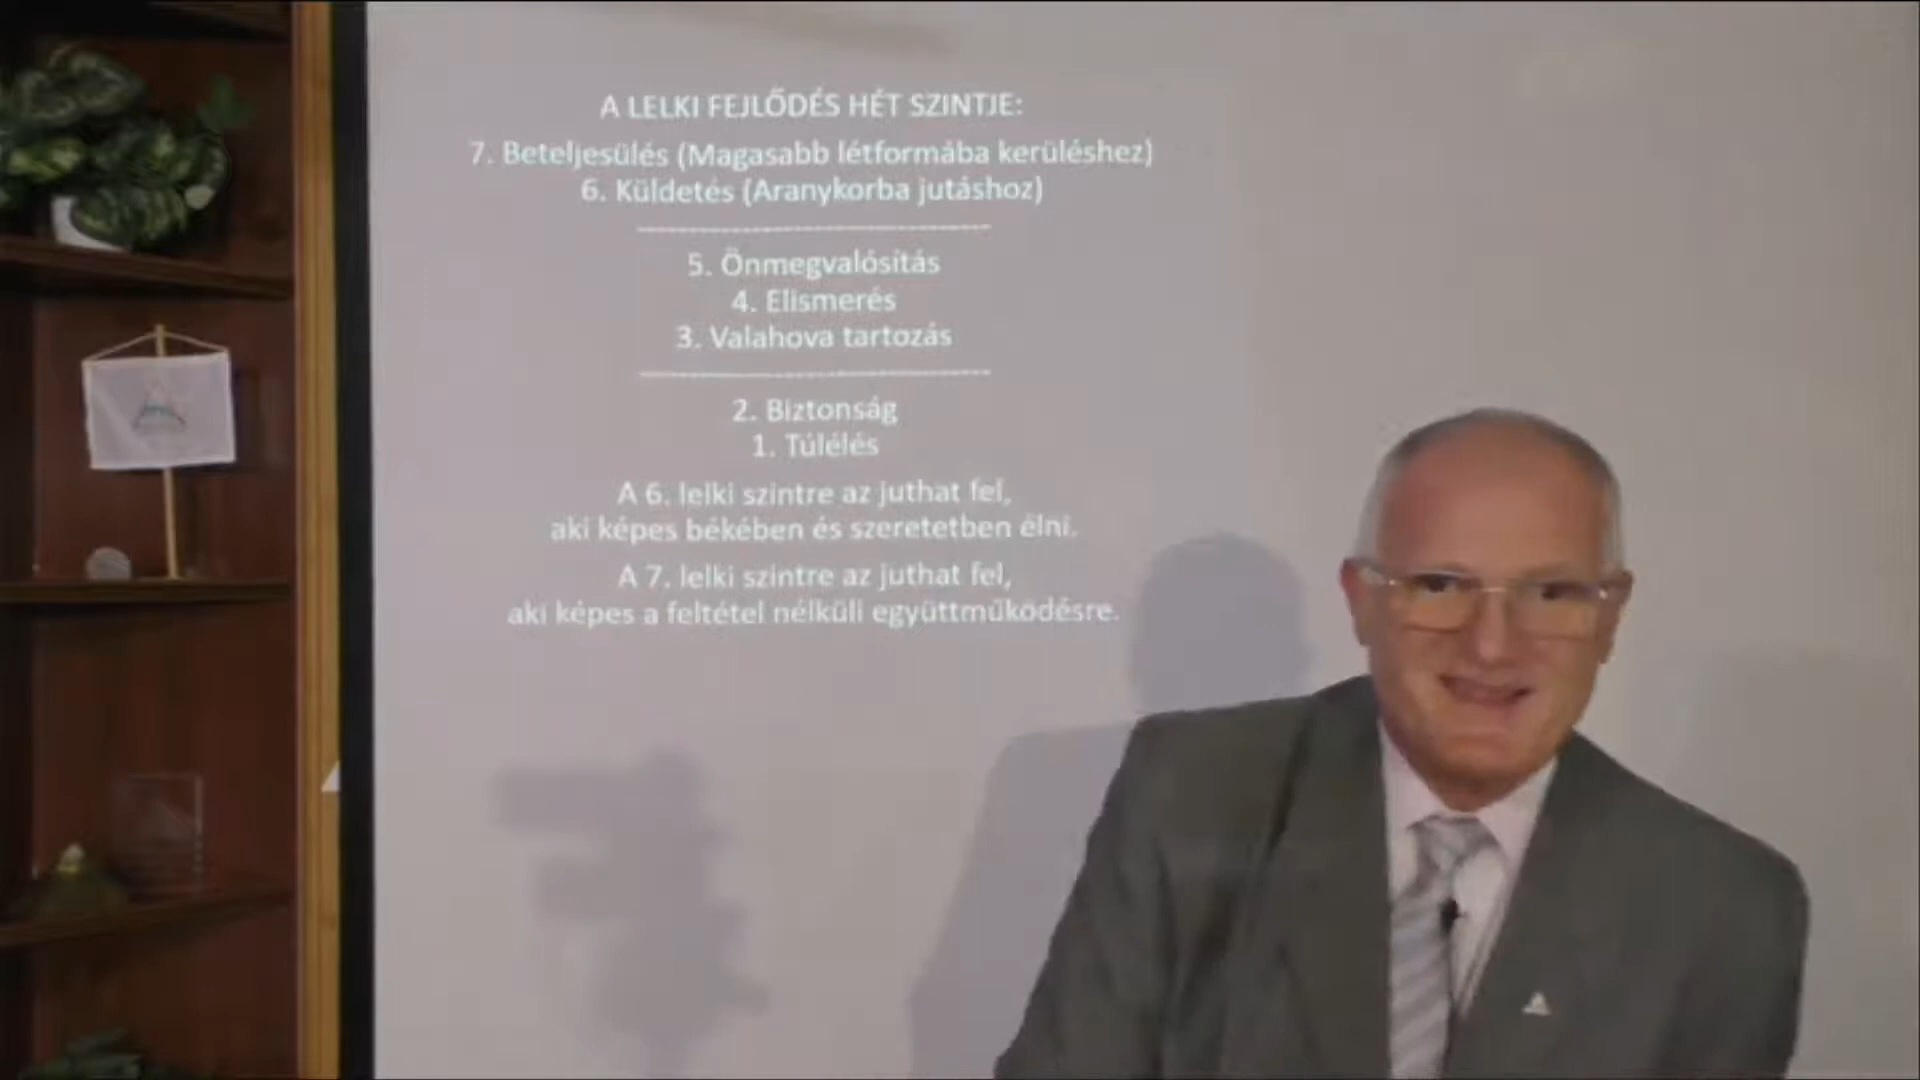 A LELKI FEJLŐDÉS HÉT SZINTJE:
7. Beteljesülés (Magasabb létformába kerüléshez)
6. Küldetés (Aranykorba jutáshoz)
5. Önmegvalósítás
4. Elismerés
3. Valahova tartozás
2. Biztonság
1. Túlélés
A 6. lelki szintre az juthat fel,
aki képes békében és szeretetben élni.
A 7. lelki szintre az juthat fel,
aki képes a feltétel nélküli együttműködésre.